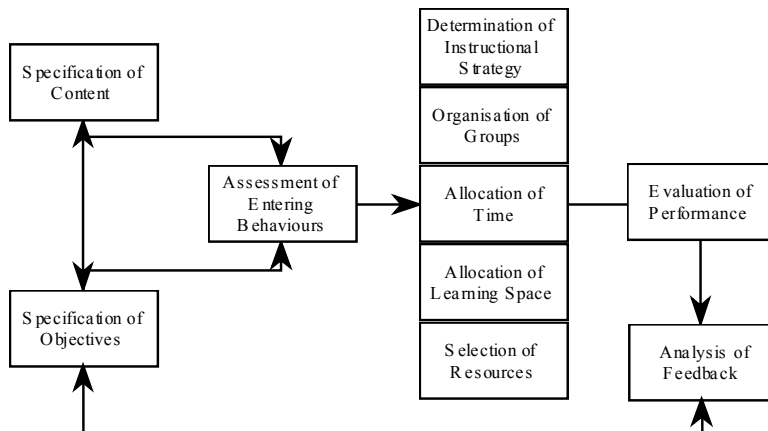 Specification of
Content
Specification of
Objectives
Assessment of
Entering
Behaviours
Determination of
Instructional
Strategy
Organisation of
Groups
Allocation of
Time
Allocation of
Learning Space
Selection of
Resources
Evaluation of
Performance
Analysis of
Feedback